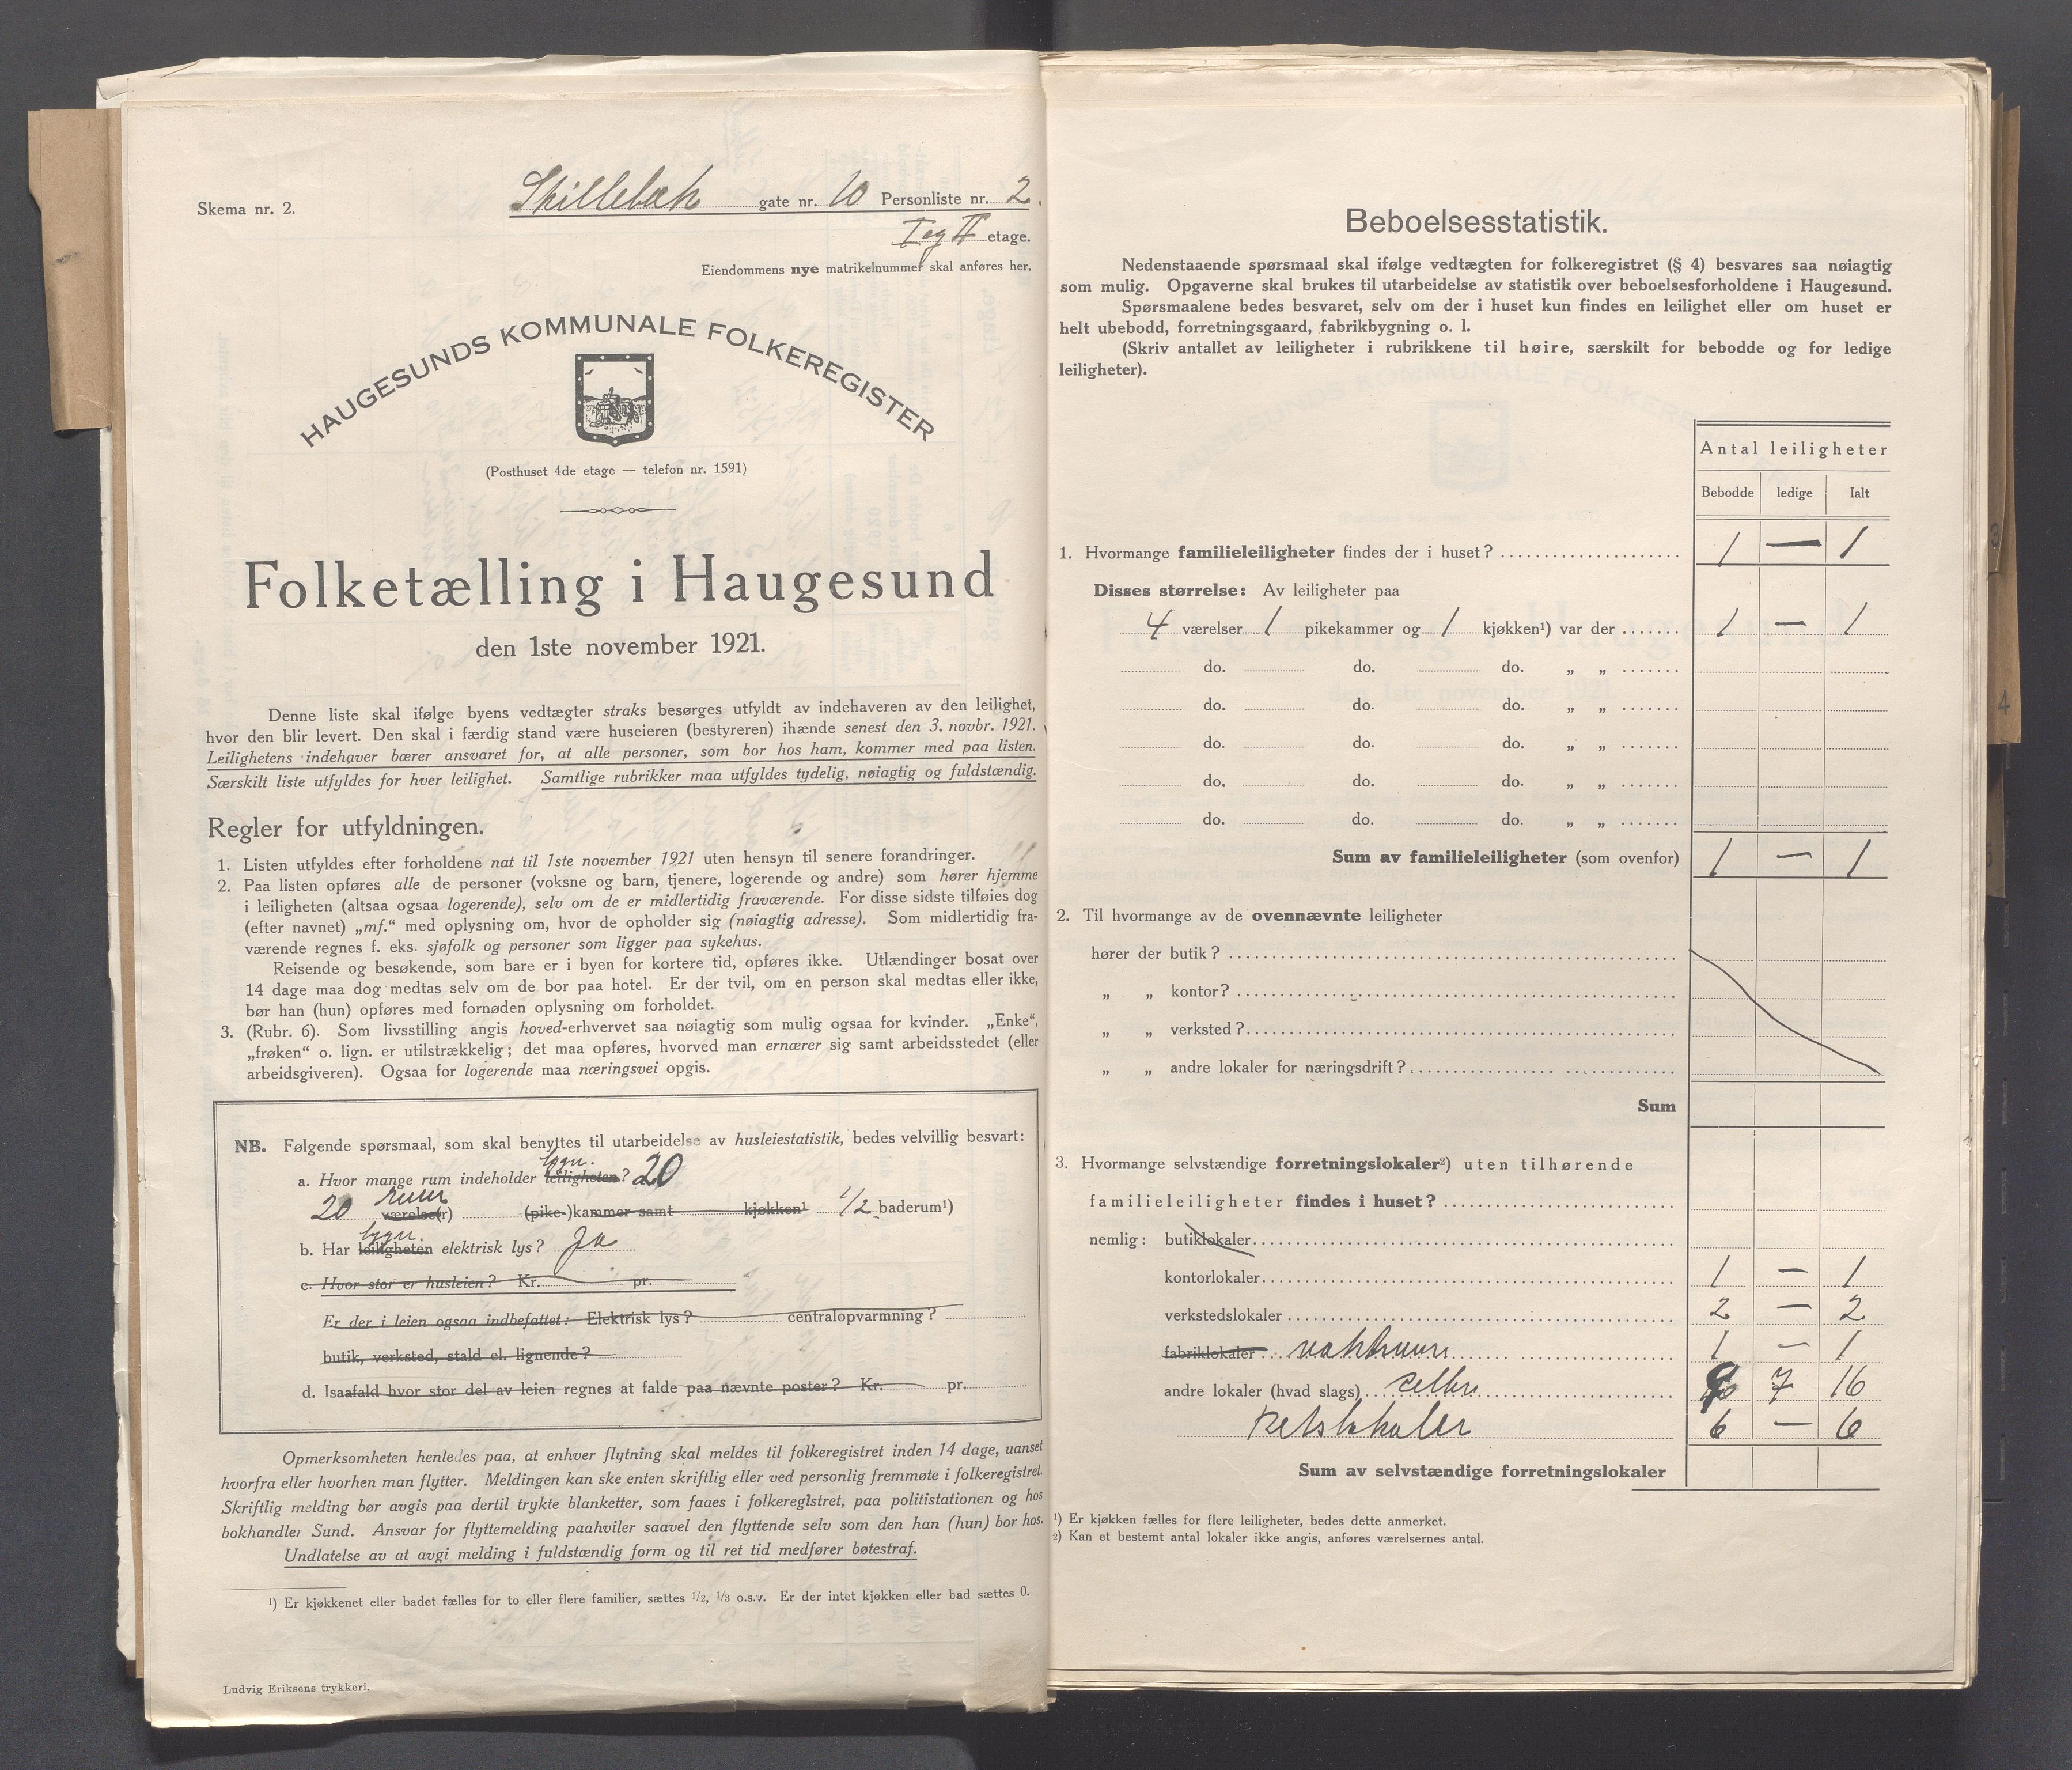 Skema nr. 2.
Skillebæk gate nr. 10 Personliste nr. 2.
I og II etage.
Eiendommens nye matrikelnummer skal anføres her.
HAUGESUNDS KOMMUNALE FOLKEREGISTER
(Posthuset 4de etage — telefon nr. 1591)
Folketælling i Haugesund
den 1ste november 1921.
Denne liste skal ifølge byens vedtægter straks besørges utfyldt av indehaveren av den leilighet,
hvor den blir levert. Den skal i færdig stand være huseieren (bestyreren) ihænde senest den 3. novbr. 1921.
Leilighetens indehaver bærer ansvaret for, at alle personer, som bor hos ham, kommer med paa listen.
Særskilt liste utfyldes for hver leilighet. Samtlige rubrikker maa utfyldes tydelig, nøiagtig og fuldstændig.
Regler for utfyldningen.
1. Listen utfyldes efter forholdene nat til 1ste november 1921 uten hensyn til senere forandringer.
2. Paa listen opføres alle de personer (voksne og barn, tjenere, logerende og andre) som hører hjemme
i leiligheten (altsaa ogsaa logerende), selv om de er midlertidig fraværende. For disse sidste tilføies dog
(efter navnet) „mf.“ med oplysning om, hvor de opholder sig (nøiagtig adresse). Som midlertidig fra-
værende regnes f. eks. sjøfolk og personer som ligger paa sykehus.
Reisende og besøkende, som bare er i byen for kortere tid, opføres ikke. Utlændinger bosat over
14 dage maa dog medtas selv om de bor paa hotel. Er der tvil, om en person skal medtas eller ikke,
bør han (hun) opføres med fornøden oplysning om forholdet.
3. (Rubr. 6). Som livsstilling angis hoved-erhvervet saa nøiagtig som mulig ogsaa for kvinder. „Enke“,
„frøken“ o. lign. er utilstrækkelig; det maa opføres, hvorved man ernærer sig samt arbeidsstedet (eller
arbeidsgiveren). Ogsaa for logerende maa næringsvei opgis.
NB. Følgende spørsmaal, som skal benyttes til utarbeidelse av husleiestatistik, bedes velvillig besvart:
bygn.
a. Hvor mange rum indeholder leiligheten? 20
rum
20 værelse(r) (pike-)kammer samt kjøkken¹ 1/2 baderum¹)
bygn.
b. Har leiligheten elektrisk lys? Ja
c. Hvor stor er husleien? Kr. pr.
Er der i leien ogsaa indbefattet: Elektrisk lys? centralopvarmning?
butik, verksted, stald el. lignende?
d. Isaafald hvor stor del av leien regnes at falde paa nævnte poster? Kr. pr.
Opmerksomheten henledes paa, at enhver flytning skal meldes til folkeregistret inden 14 dage, uanset
hvorfra eller hvorhen man flytter. Meldingen kan ske enten skriftlig eller ved personlig fremmøte i folkeregistret.
Skriftlig melding bør avgis paa dertil trykte blanketter, som faaes i folkeregistret, paa politistationen og hos
bokhandler Sund. Ansvar for flyttemelding paahviler saavel den flyttende selv som den han (hun) bor hos.
Undlatelse av at avgi melding i fuldstændig form og til ret tid medfører bøtestraf.
¹) Er kjøkkenet eller badet fælles for to eller flere familier, sættes 1/2, 1/3 o.s.v. Er der intet kjøkken eller bad sættes 0.
Ludvig Eriksens trykkeri.
Beboelsesstatistik.
Nedenstaaende spørsmaal skal ifølge vedtægten for folkeregistret (§ 4) besvares saa nøiagtig
som mulig. Opgaverne skal brukes til utarbeidelse av statistik over beboelsesforholdene i Haugesund.
Spørsmaalene bedes besvaret, selv om der i huset kun findes en leilighet eller om huset er
helt ubebodd, forretningsgaard, fabrikbygning o. l.
(Skriv antallet av leiligheter i rubrikkene til høire, særskilt for bebodde og for ledige
leiligheter).
Antal leiligheter
Bebodde ledige Ialt
1. Hvormange familieleiligheter findes der i huset? 1 — 1
Disses størrelse: Av leiligheter paa
4 værelser 1 pikekammer og 1 kjøkken¹) var der 1 — 1
do. do. do. „ „
do. do. do. „ „
do. do. do. „ „
do. do. do. „ „
do. do. do. „ „
Sum av familieleiligheter (som ovenfor) 1 — 1
2. Til hvormange av de ovennævnte leiligheter
hører der butik?
„ „ kontor?
„ „ verksted?
„ „ andre lokaler for næringsdrift?
Sum
3. Hvormange selvstændige forretningslokaler²) uten tilhørende
familieleiligheter findes i huset?
nemlig: butiklokaler
kontorlokaler 1 — 1
verkstedslokaler 2 — 2
fabriklokaler vaktrum 1 — 1
andre lokaler (hvad slags) celler 9 7 16
Retslokaler 6 — 6
Sum av selvstændige forretningslokaler
¹) Er kjøkken fælles for flere leiligheter, bedes dette anmerket.
²) Kan et bestemt antal lokaler ikke angis, anføres værelsernes antal.
3
4
5